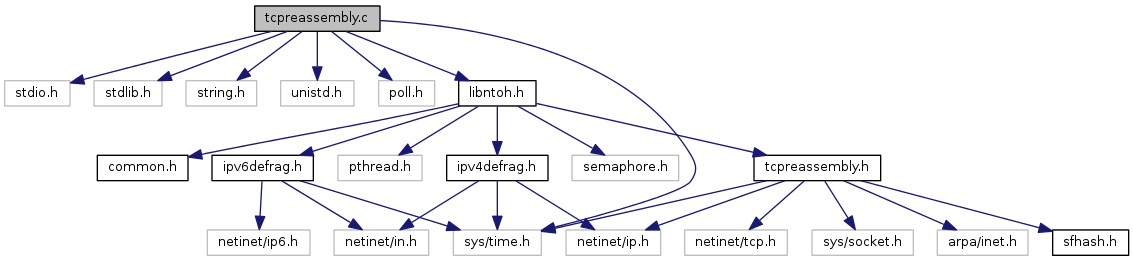 tcpreassembly.c
stdio.h
stdlib.h
string.h
unistd.h
poll.h
libntoh.h
common.h
ipv6defrag.h
pthread.h
ipv4defrag.h
semaphore.h
tcpreassembly.h
netinet/ip6.h
netinet/in.h
sys/time.h
netinet/ip.h
netinet/tcp.h
sys/socket.h
arpa/inet.h
sfhash.h